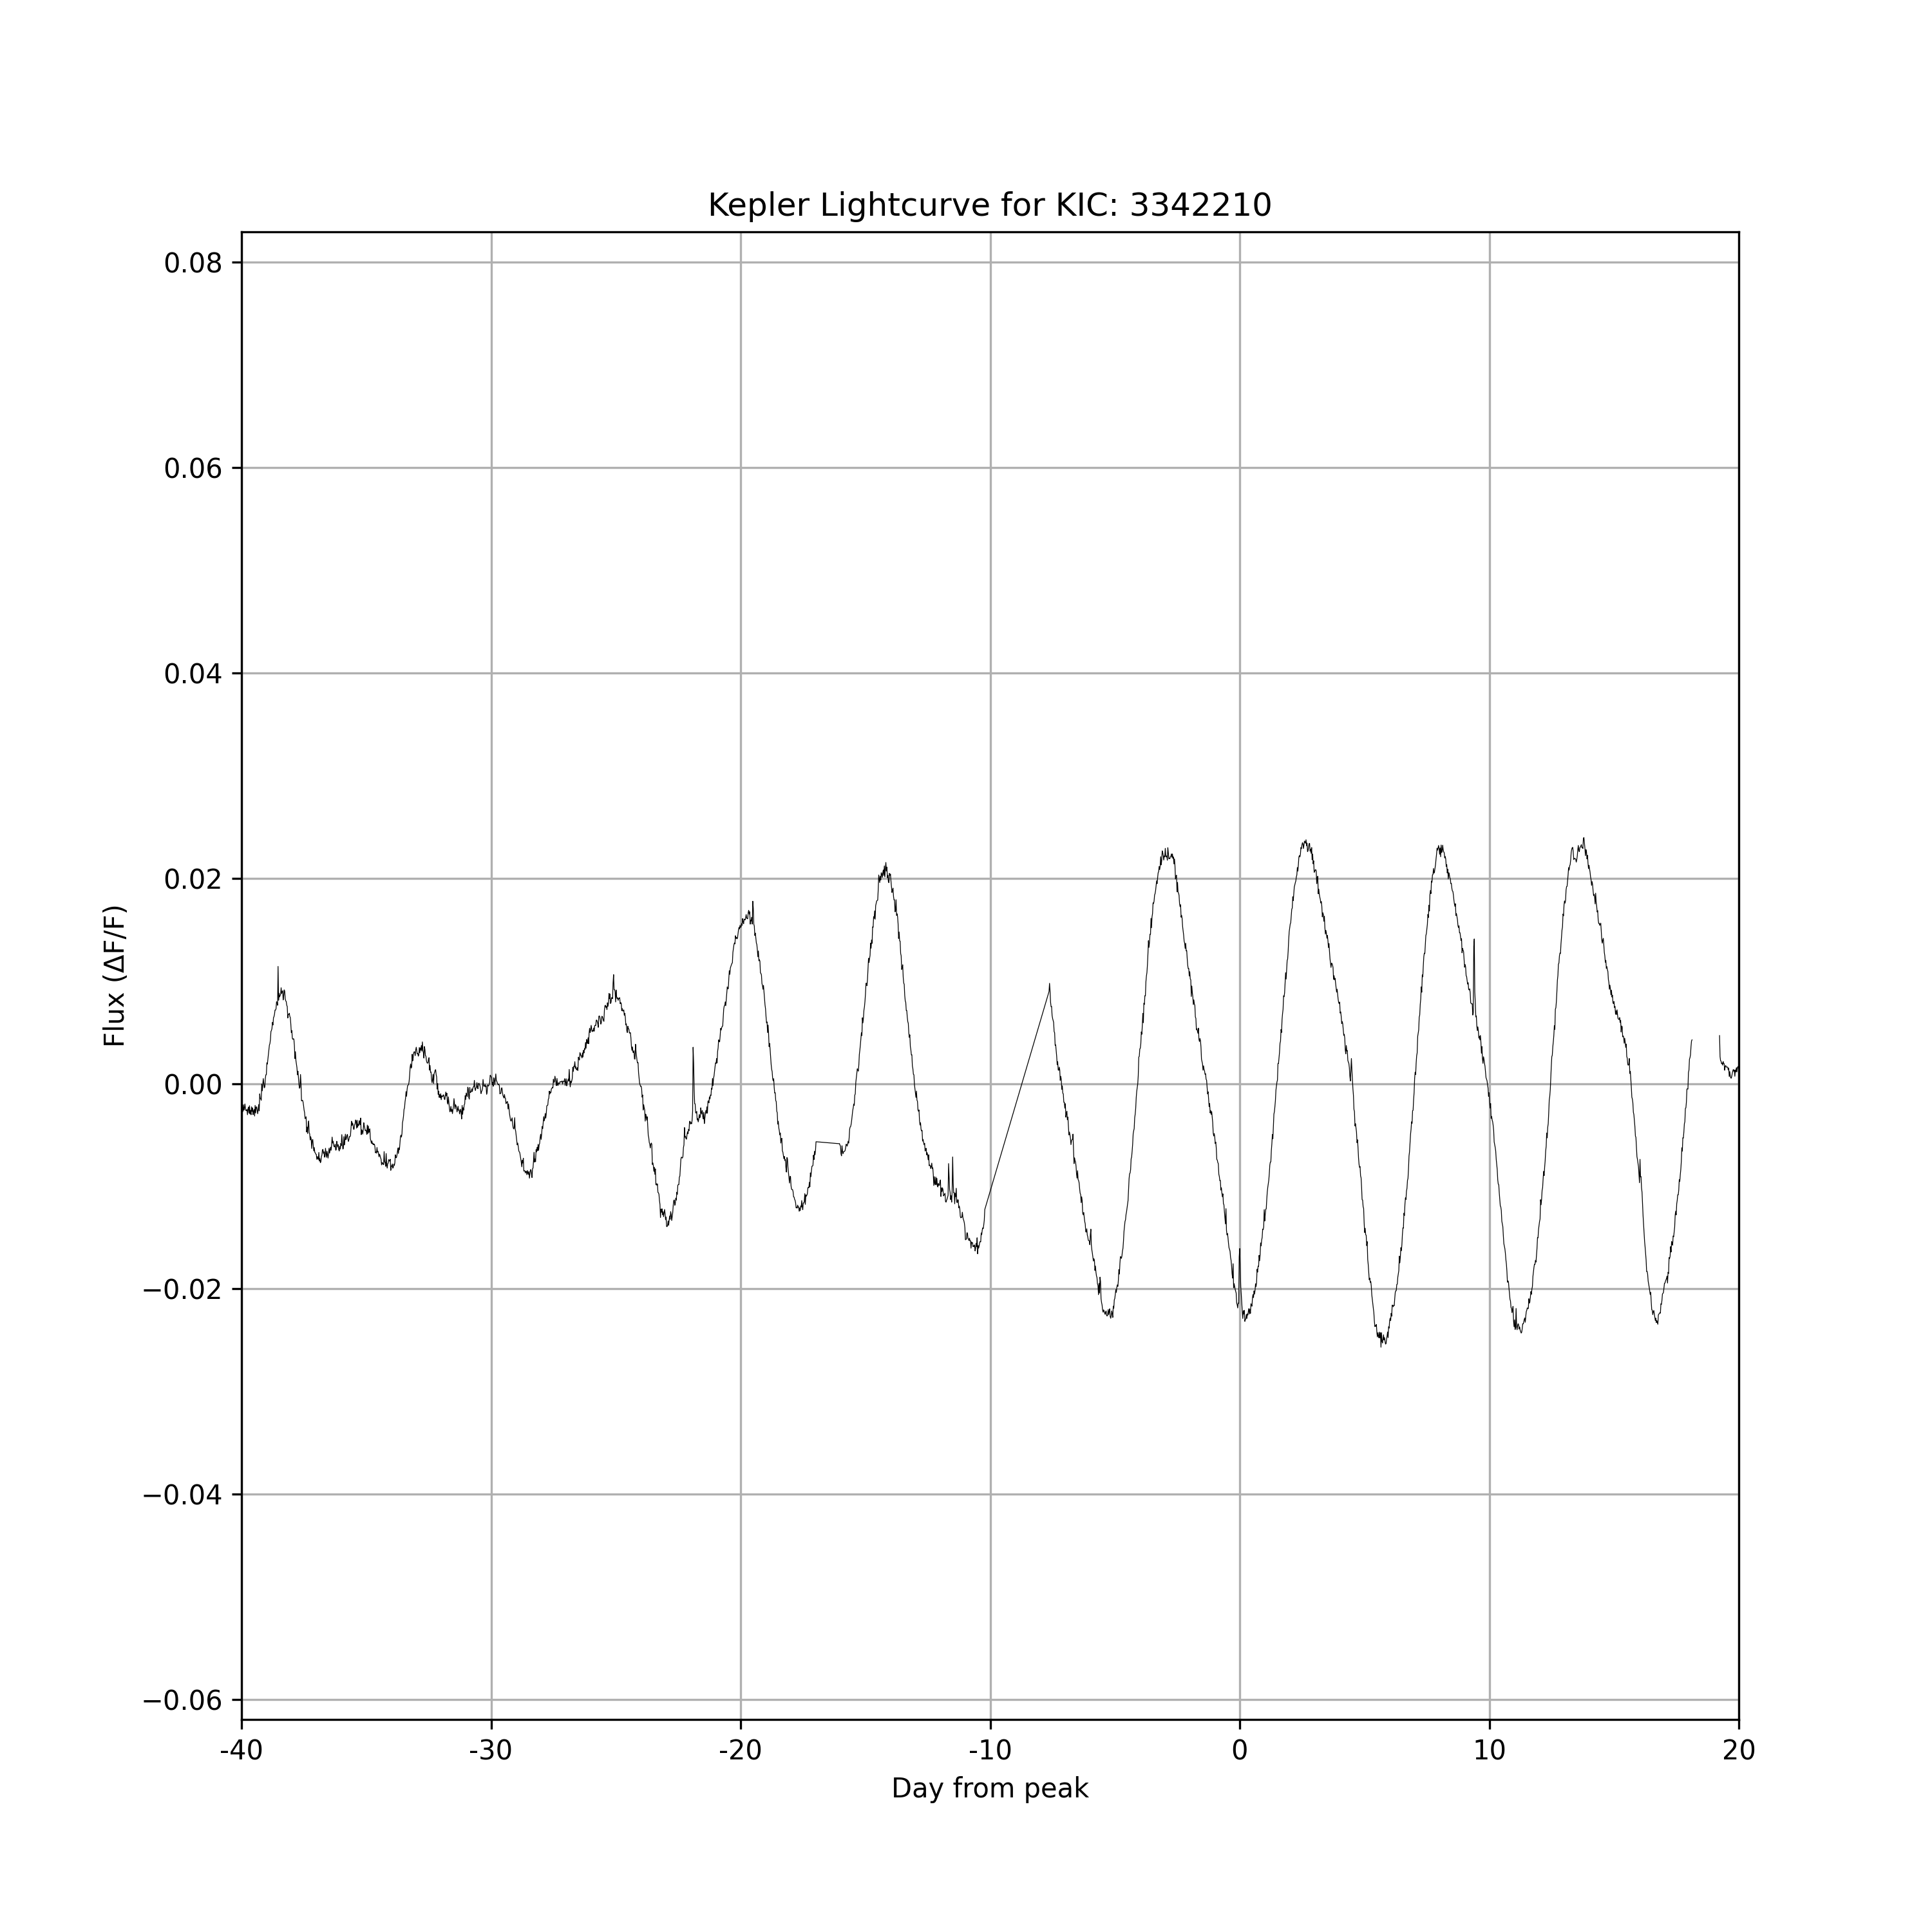 Kepler Lightcurve for KIC: 3342210
0.08
0.06
0.04
0.02
0.00
−0.02
−0.04
−0.06
Flux (ΔF/F)
-40 -30 -20 -10 0 10 20
Day from peak